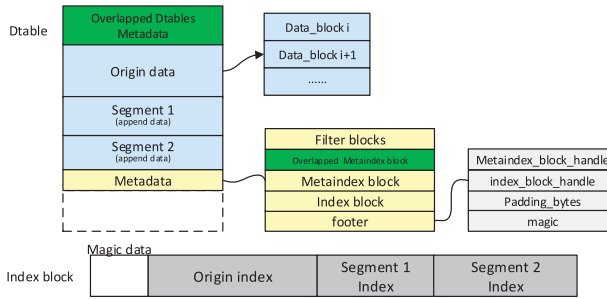 Dtable
Overlapped Dtables
Metadata
Origin data
Segment 1
(append data)
Segment 2
(append data)
Metadata
Data_block i
Data_block i+1
......
Filter blocks
Overlapped Metaindex block
Metaindex block
Index block
footer
Metaindex_block_handle
index_block_handle
Padding_bytes
magic
Magic data
Index block
Origin index
Segment 1
Index
Segment 2
Index